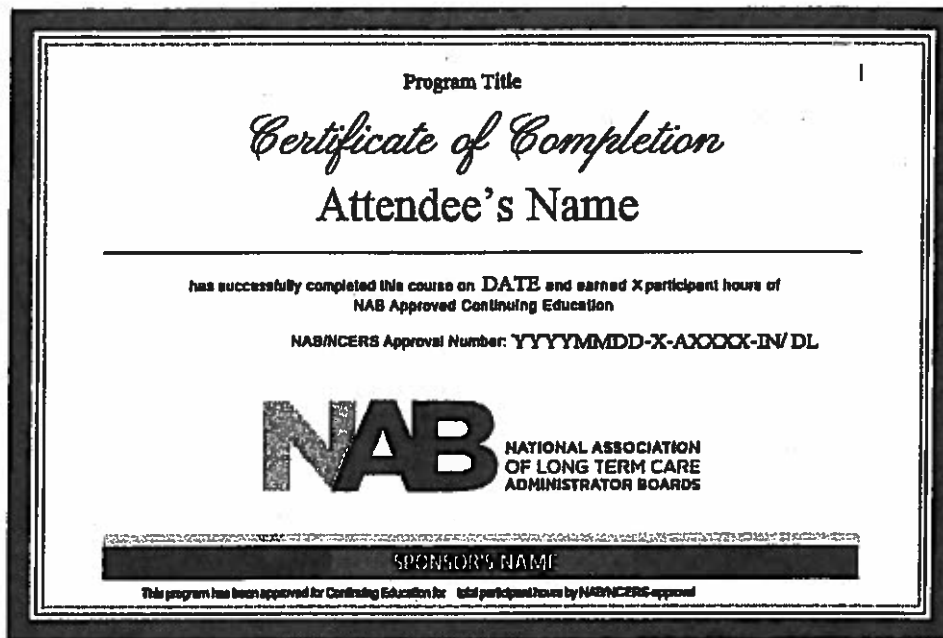 Program Title
Certificate of Completion
Attendee's Name
has successfully completed this course on DATE and earned X participant hours of
NAB Approved Continuing Education
NAB/NCERS Approval Number: YYYYMMDD-X-AXXXX-IN/ DL
NAB
NATIONAL ASSOCIATION
OF LONG TERM CARE
ADMINISTRATOR BOARDS
SPONSOR'S NAME
This program has been approved for Continuing Education for total participant hours by NAB/NCERS-approval